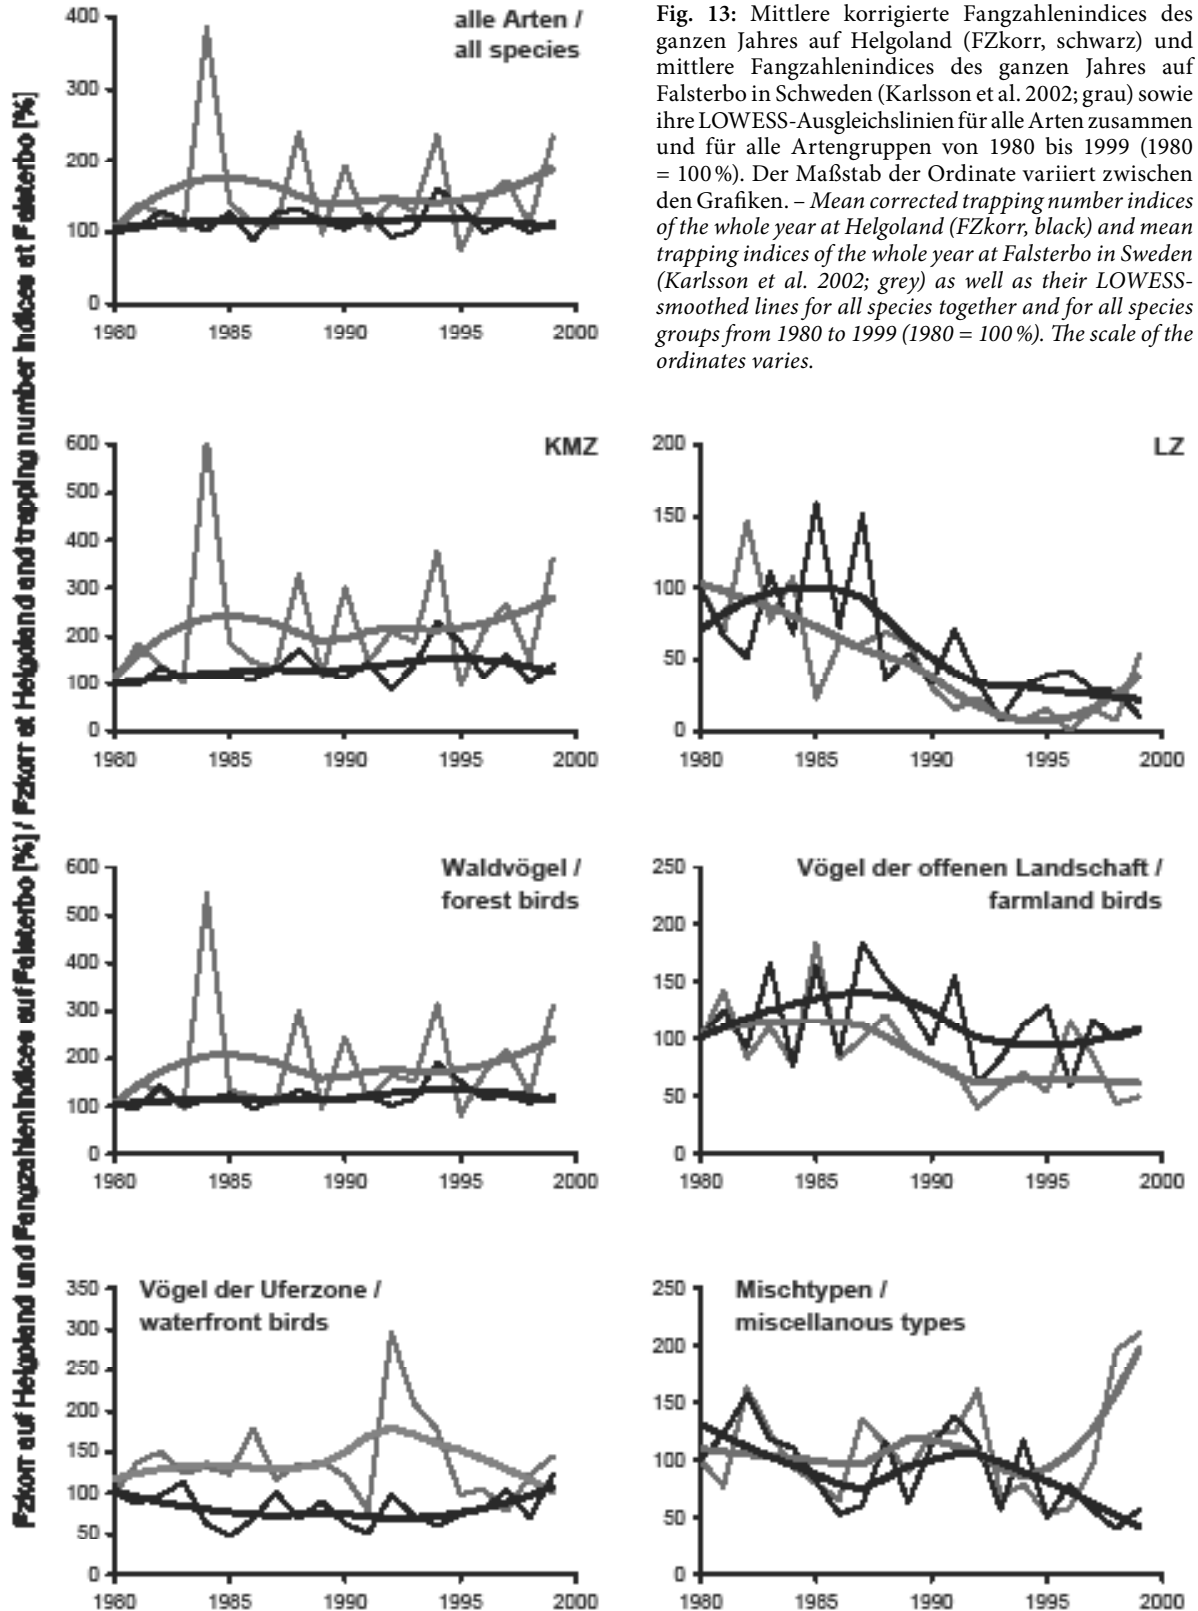 alle Arten /
all species
400
300
200
100
0
1980
1985
1990
1995
2000
Fig. 13: Mittlere korrigierte Fangzahlenindices des
ganzen Jahres auf Helgoland (FZkorr, schwarz) und
mittlere Fangzahlenindices des ganzen Jahres auf
Falsterbo in Schweden (Karlsson et al. 2002; grau) sowie
ihre LOWESS-Ausgleichslinien für alle Arten zusammen
und für alle Artengruppen von 1980 bis 1999 (1980
= 100 %). Der Maßstab der Ordinate variiert zwischen
den Grafiken. – Mean corrected trapping number indices
of the whole year at Helgoland (FZkorr, black) and mean
trapping indices of the whole year at Falsterbo in Sweden
(Karlsson et al. 2002; grey) as well as their LOWESS-
smoothed lines for all species together and for all species
groups from 1980 to 1999 (1980 = 100 %). The scale of the
ordinates varies.
Fzkorr auf Helgoland und Fangzahlenindices auf Falsterbo [%] / Fzkorr at Helgoland and trapping number indices at Falsterbo [%]
KMZ
600
500
400
300
200
100
0
1980
1985
1990
1995
2000
LZ
200
150
100
50
0
1980
1985
1990
1995
2000
Waldvögel /
forest birds
600
500
400
300
200
100
0
1980
1985
1990
1995
2000
Vögel der offenen Landschaft /
farmland birds
250
200
150
100
50
0
1980
1985
1990
1995
2000
Vögel der Uferzone /
waterfront birds
350
300
250
200
150
100
50
0
1980
1985
1990
1995
2000
Mischtypen /
miscellanous types
250
200
150
100
50
0
1980
1985
1990
1995
2000